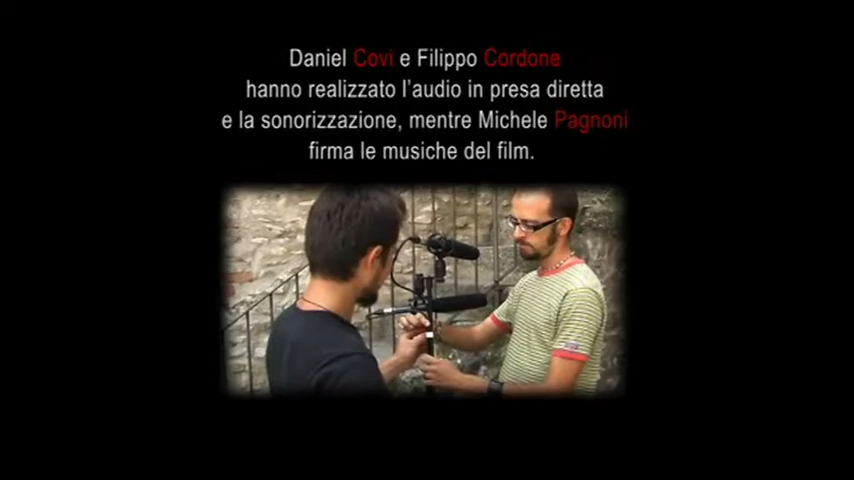 Daniel Covi e Filippo Cordone
hanno realizzato l'audio in presa diretta
e la sonorizzazione, mentre Michele Pagnoni
firma le musiche del film.